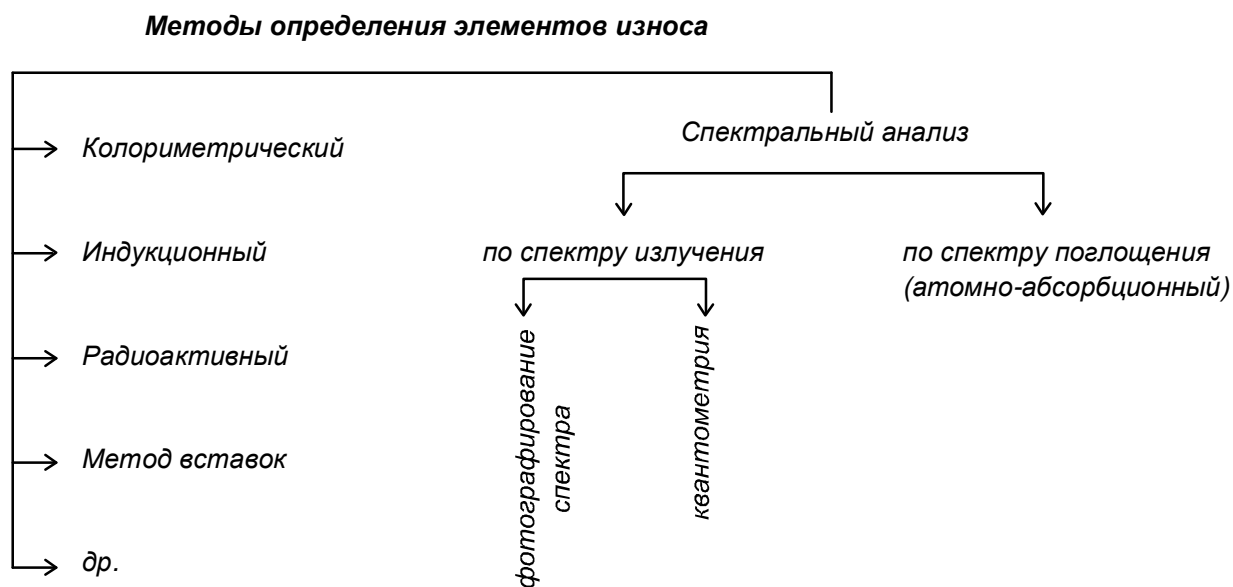 Методы определения элементов износа
Колориметрический
Индукционный
Радиоактивный
Метод вставок
др.
Спектральный анализ
по спектру излучения
фотографирование
спектра
квантометрия
по спектру поглощения
(атомно-абсорбционный)